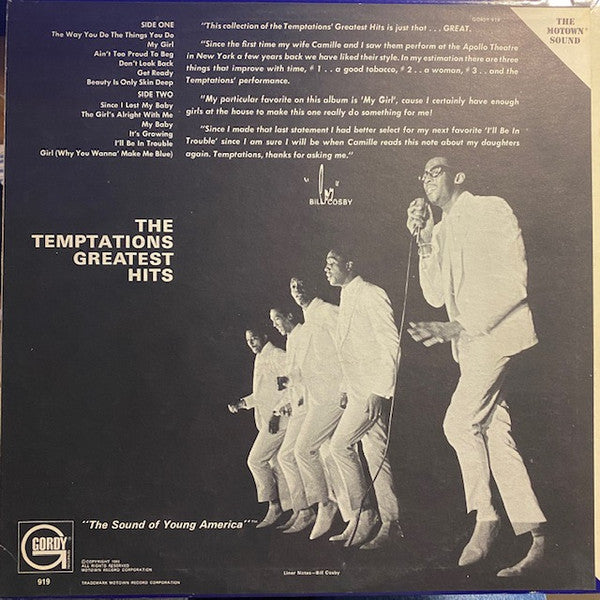 SIDE ONE
The Way You Do The Things You Do
My Girl
Ain't Too Proud To Beg
Don't Look Back
Get Ready
Beauty Is Only Skin Deep
SIDE TWO
Since I Lost My Baby
The Girl's Alright With Me
My Baby
It's Growing
I'll Be In Trouble
Girl (Why You Wanna' Make Me Blue)
GORDY 919
THE
MOTOWN
SOUND
"This collection of the Temptations' Greatest Hits is just that . . . GREAT.
"Since the first time my wife Camille and I saw them perform at the Apollo Theatre
in New York a few years back we have liked their style. In my estimation there are three
things that improve with time, #1 . . a good tobacco, #2 . . a woman, #3 . . and the
Temptations' performance.
"My particular favorite on this album is 'My Girl', cause I certainly have enough
girls at the house to make this one really do something for me!
"Since I made that last statement I had better select for my next favorite 'I'll Be In
Trouble' since I am sure I will be when Camille reads this note about my daughters
again. Temptations, thanks for asking me."
BILL COSBY
THE
TEMPTATIONS
GREATEST
HITS
"The Sound of Young America"™
GORDY
919
ALL RIGHTS RESERVED
MOTOWN RECORD CORPORATION
TRADEMARK MOTOWN RECORD CORPORATION
Liner Notes—Bill Cosby